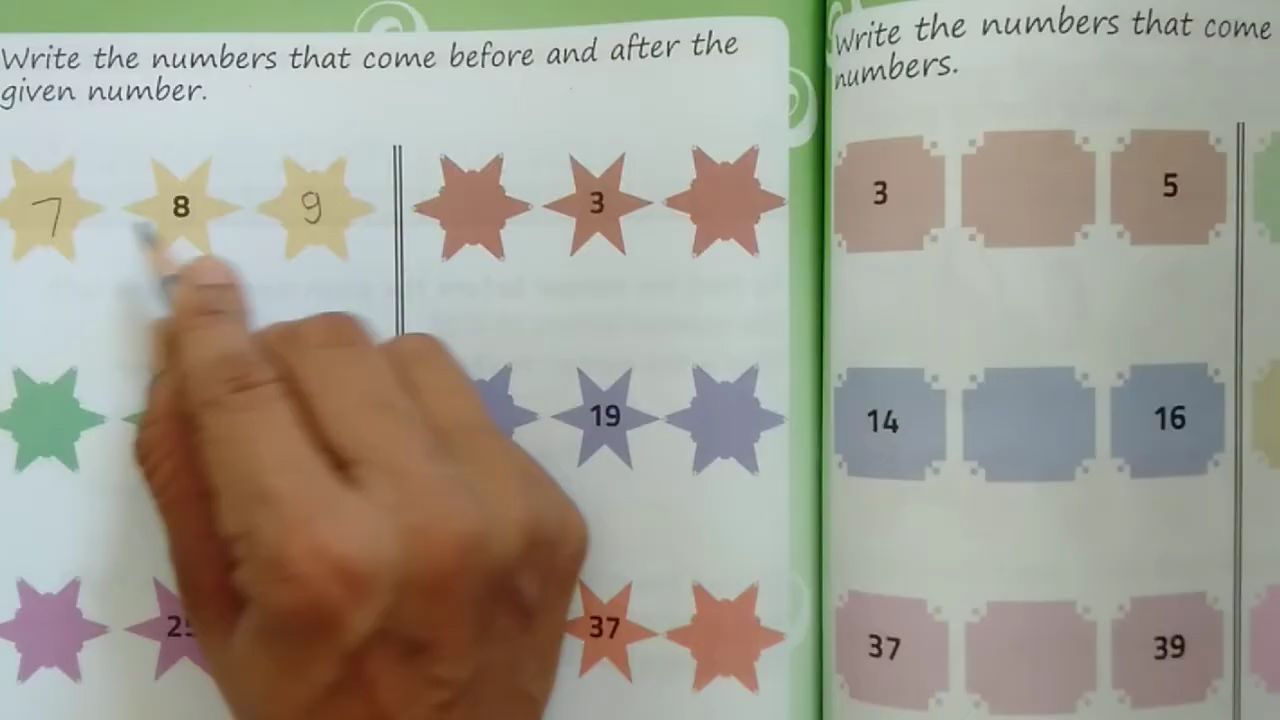 Write the numbers that come before and after the
given number.
7 8 9
3
19
37
Write the numbers that come
numbers.
3 5
14 16
37 39